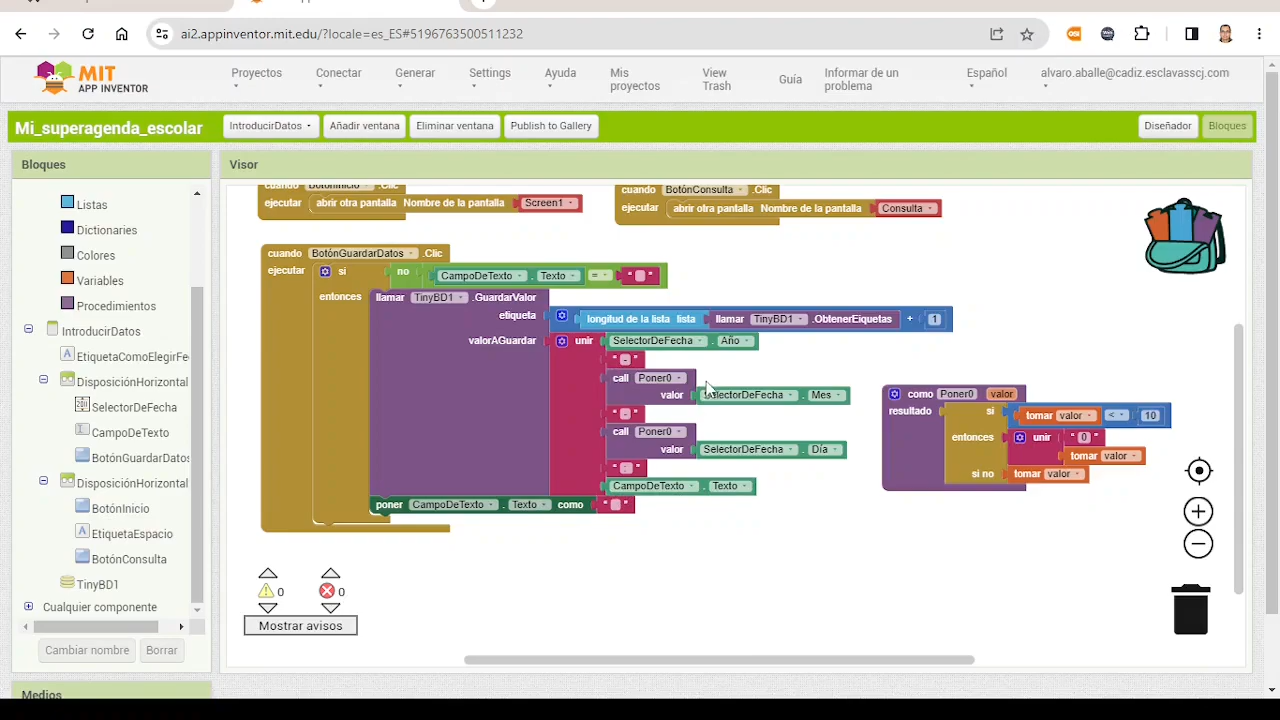 ai2.appinventor.mit.edu/?locale=es_ES#5196763500511232
MIT
APP INVENTOR
Proyectos
Conectar
Generar
Settings
Ayuda
Mis proyectos
View Trash
Guía
Informar de un problema
Español
alvaro.aballe@cadiz.esclavasscj.com
Mi_superagenda_escolar
IntroducirDatos
Añadir ventana
Eliminar ventana
Publish to Gallery
Diseñador
Bloques
Bloques
Visor
Listas
Dictionaries
Colores
Variables
Procedimientos
IntroducirDatos
EtiquetaComoElegirFe
DisposiciónHorizontal
SelectorDeFecha
CampoDeTexto
BotónGuardarDatos
DisposiciónHorizontal
BotónInicio
EtiquetaEspacio
BotónConsulta
TinyBD1
Cualquier componente
Cambiar nombre
Borrar
Medios
cuando BotónInicio .Clic
ejecutar abrir otra pantalla Nombre de la pantalla Screen1
cuando BotónConsulta .Clic
ejecutar abrir otra pantalla Nombre de la pantalla Consulta
cuando BotónGuardarDatos .Clic
ejecutar si no CampoDeTexto . Texto = " "
entonces llamar TinyBD1 .GuardarValor
etiqueta longitud de la lista lista llamar TinyBD1 .ObtenerEiquetas + 1
valorAGuardar unir SelectorDeFecha . Año
" - "
call Poner0
valor SelectorDeFecha . Mes
call Poner0
valor SelectorDeFecha . Día
CampoDeTexto . Texto
poner CampoDeTexto . Texto como " "
como Poner0 valor
resultado si tomar valor < 10
entonces unir "0"
tomar valor
si no tomar valor
0
0
Mostrar avisos